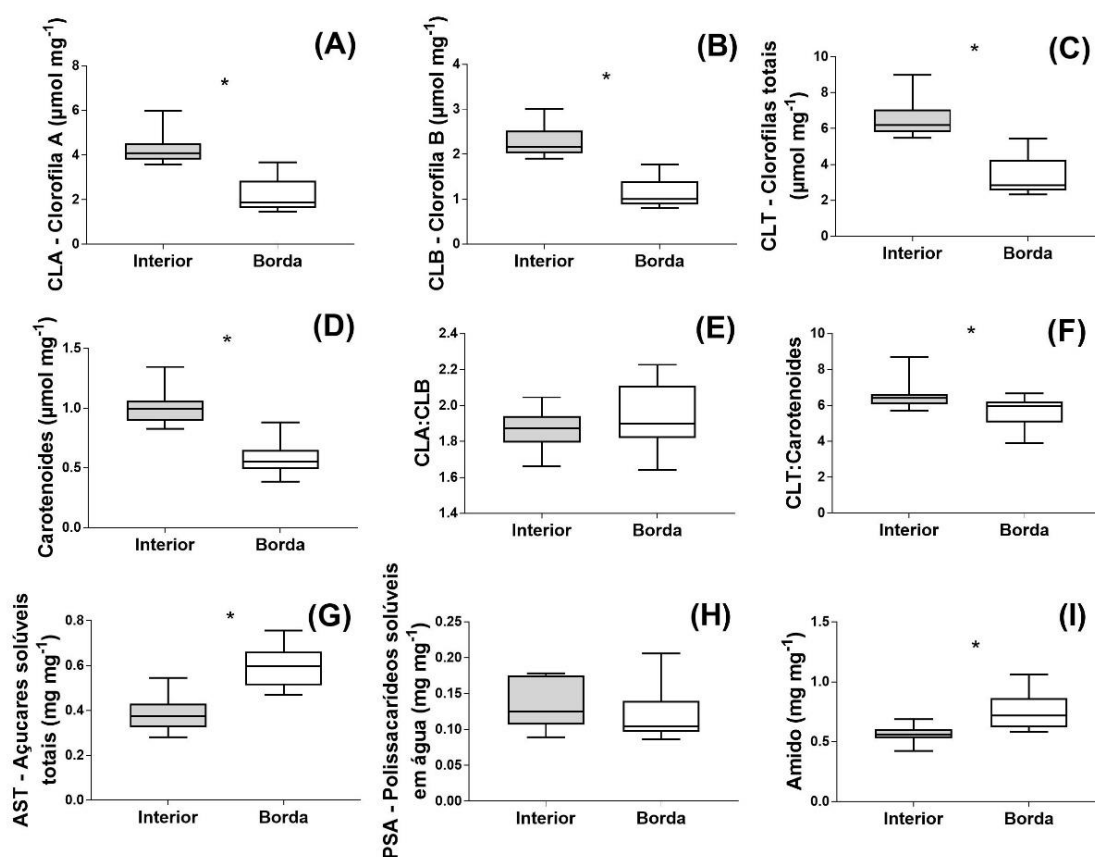 (A)
*
CLA - Clorofila A (µmol mg-1)
6
8
4
2
0
Interior Borda
(B)
*
CLB - Clorofila B (µmol mg-1)
4
3
2
1
0
Interior Borda
(C)
*
CLT - Clorofilas totais
(µmol mg-1)
10
8
6
4
2
0
Interior Borda
(D)
*
Carotenoides (µmol mg-1)
1.5
1.0
0.5
0.0
Interior Borda
(E)
CLA:CLB
2.4
2.2
2.0
1.8
1.6
1.4
Interior Borda
(F)
*
CLT:Carotenoides
10
8
6
4
2
0
Interior Borda
(G)
*
AST - Açucares solúveis
totais (mg mg-1)
0.8
0.6
0.4
0.2
0.0
Interior Borda
(H)
PSA - Polissacarídeos solúveis
em água (mg mg-1)
0.25
0.20
0.15
0.10
0.05
0.00
Interior Borda
(I)
*
Amido (mg mg-1)
1.5
1.0
0.5
0.0
Interior Borda